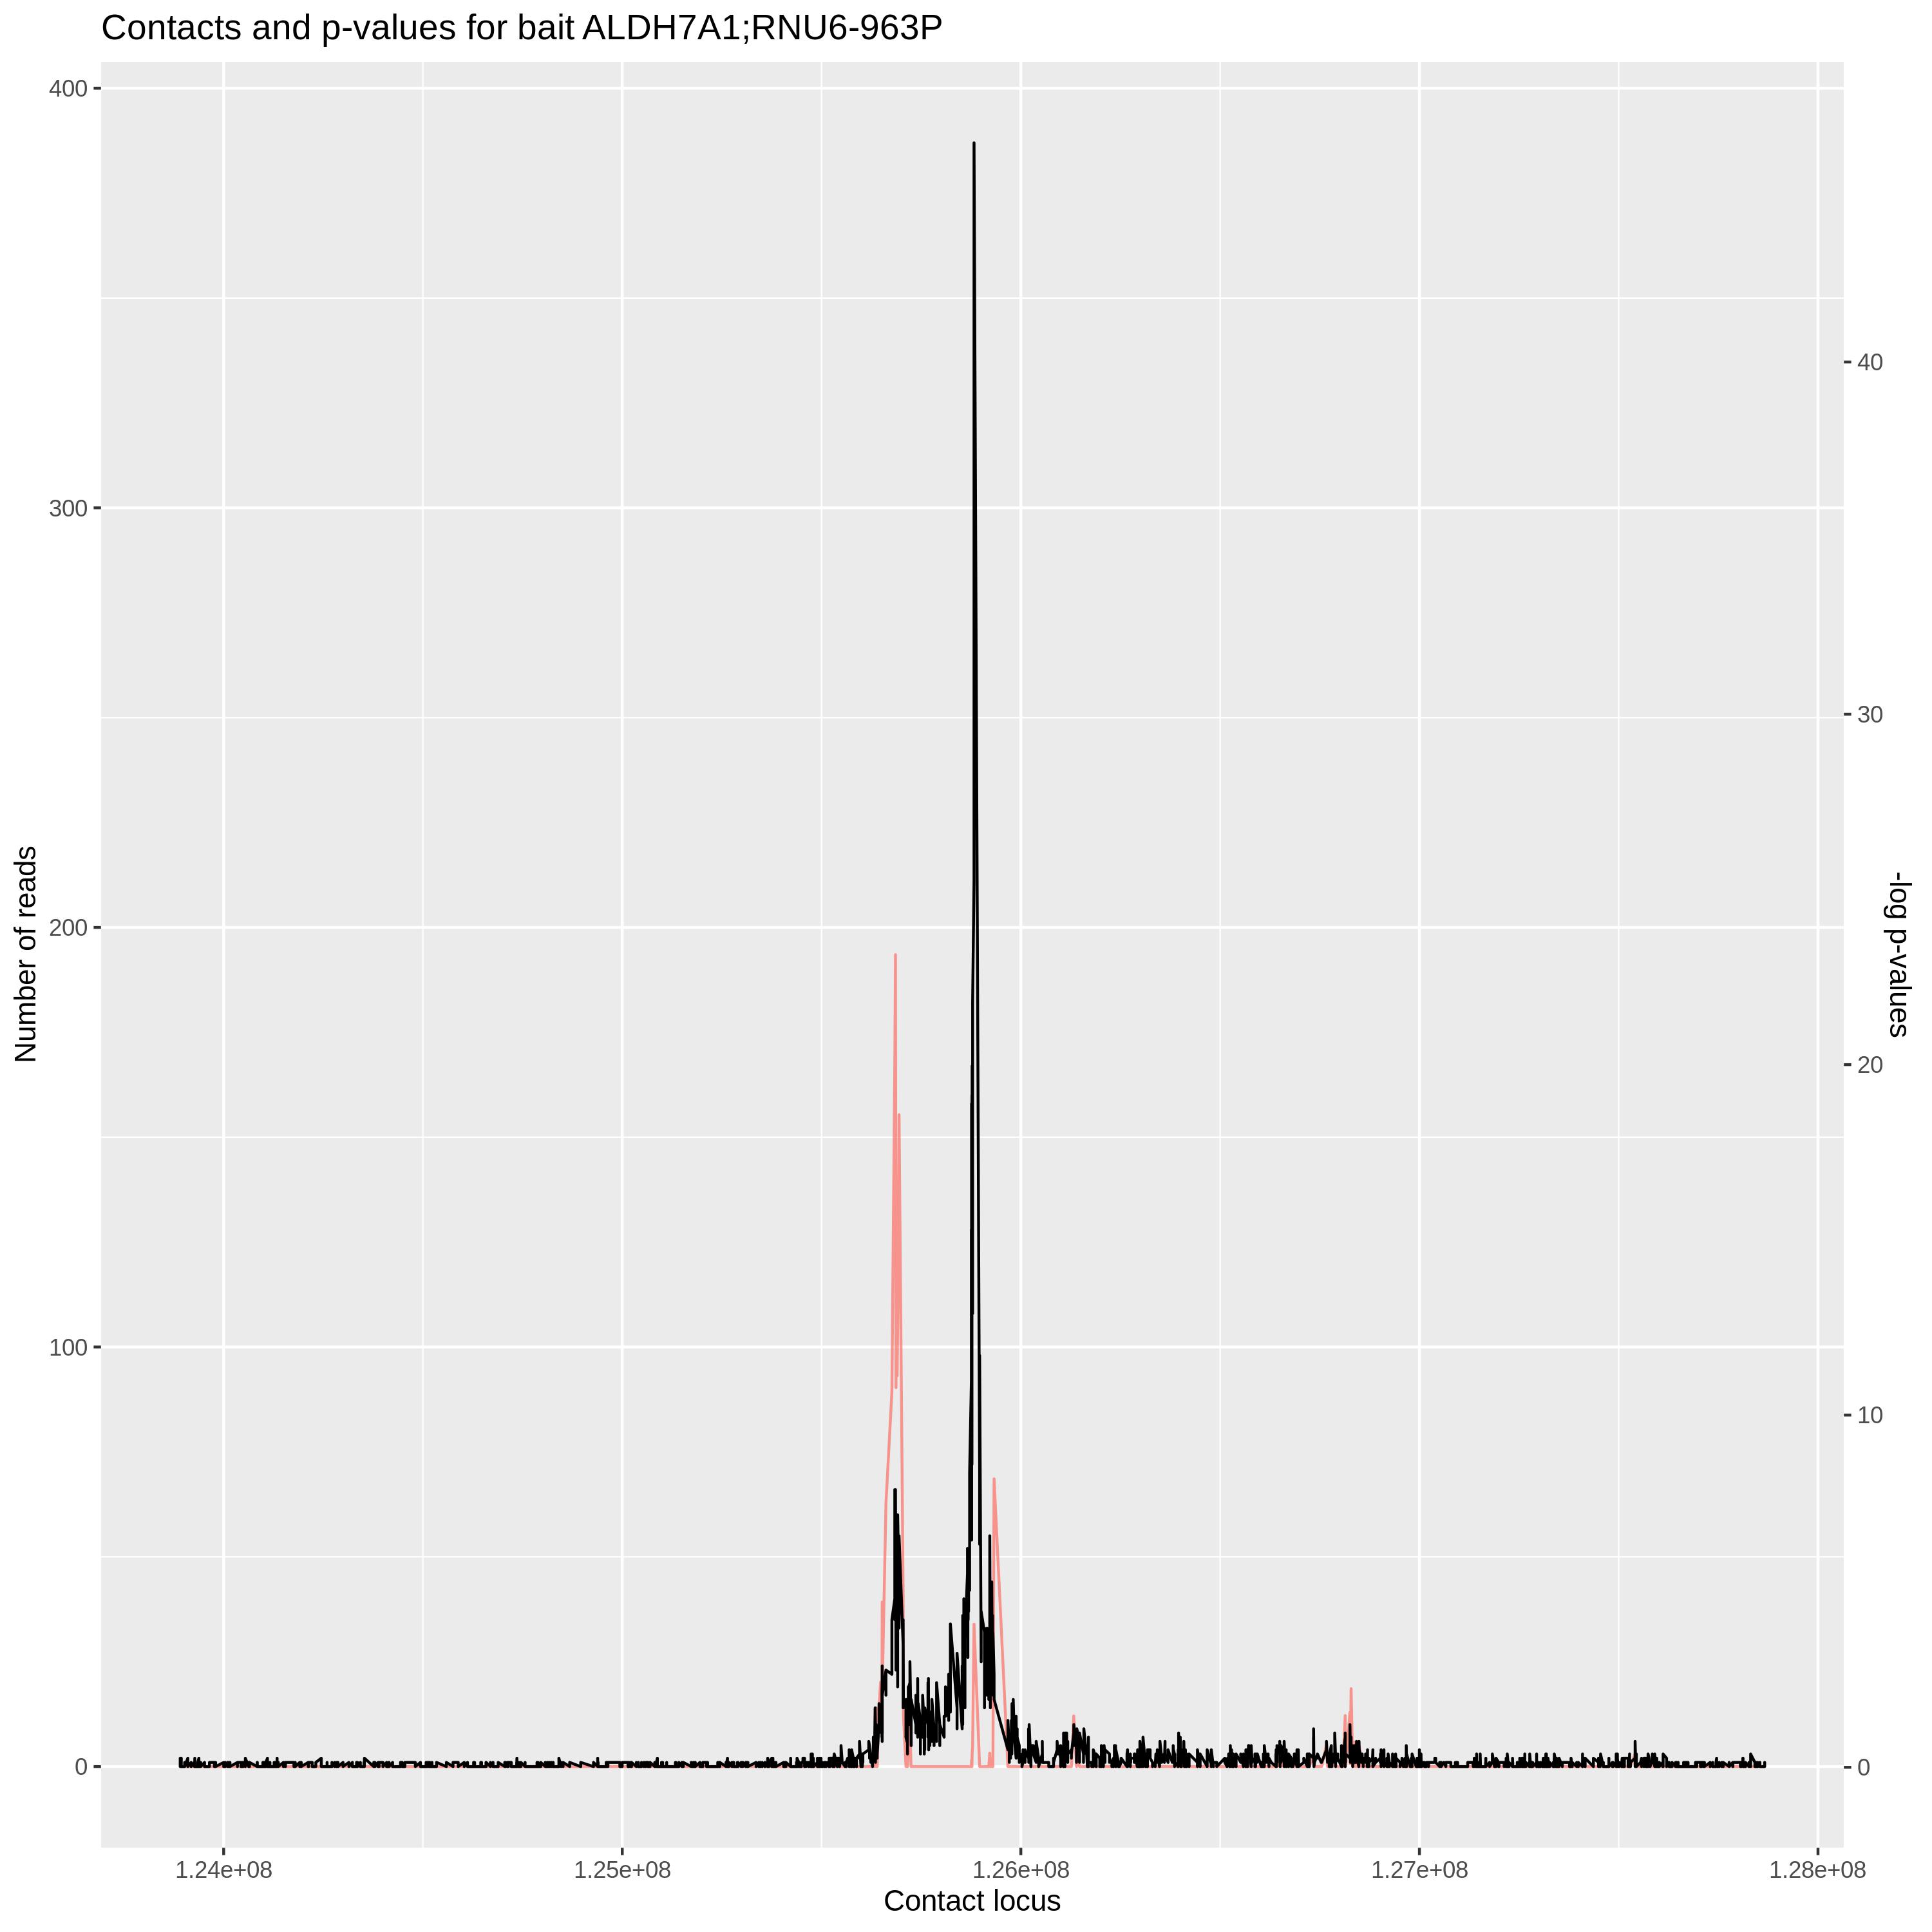 Contacts and p-values for bait ALDH7A1;RNU6-963P
400
300
200
100
0
Number of reads
40
30
20
10
0
-log p-values
1.24e+08 1.25e+08 1.26e+08 1.27e+08 1.28e+08
Contact locus